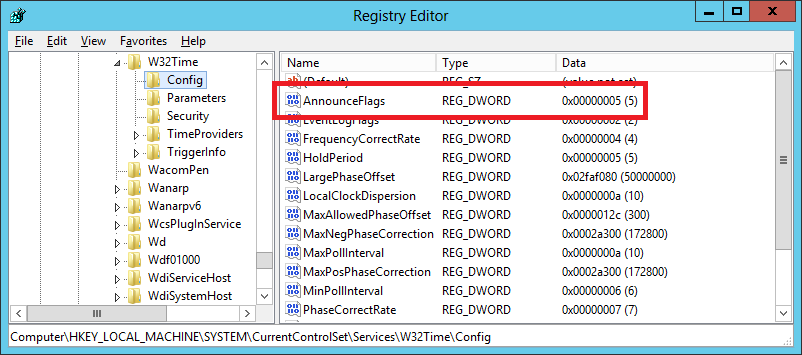 Registry Editor
File Edit View Favorites Help
W32Time
Config
Parameters
Security
TimeProviders
TriggerInfo
WacomPen
Wanarp
Wanarpv6
WcsPlugInService
Wd
Wdf01000
WdiServiceHost
WdiSystemHost
Name Type Data
(Default) REG_SZ (value not set)
AnnounceFlags REG_DWORD 0x00000005 (5)
EventLogFlags REG_DWORD 0x00000002 (2)
FrequencyCorrectRate REG_DWORD 0x00000004 (4)
HoldPeriod REG_DWORD 0x00000005 (5)
LargePhaseOffset REG_DWORD 0x02faf080 (50000000)
LocalClockDispersion REG_DWORD 0x0000000a (10)
MaxAllowedPhaseOffset REG_DWORD 0x0000012c (300)
MaxNegPhaseCorrection REG_DWORD 0x0002a300 (172800)
MaxPollInterval REG_DWORD 0x0000000a (10)
MaxPosPhaseCorrection REG_DWORD 0x0002a300 (172800)
MinPollInterval REG_DWORD 0x00000006 (6)
PhaseCorrectRate REG_DWORD 0x00000007 (7)
Computer\HKEY_LOCAL_MACHINE\SYSTEM\CurrentControlSet\Services\W32Time\Config